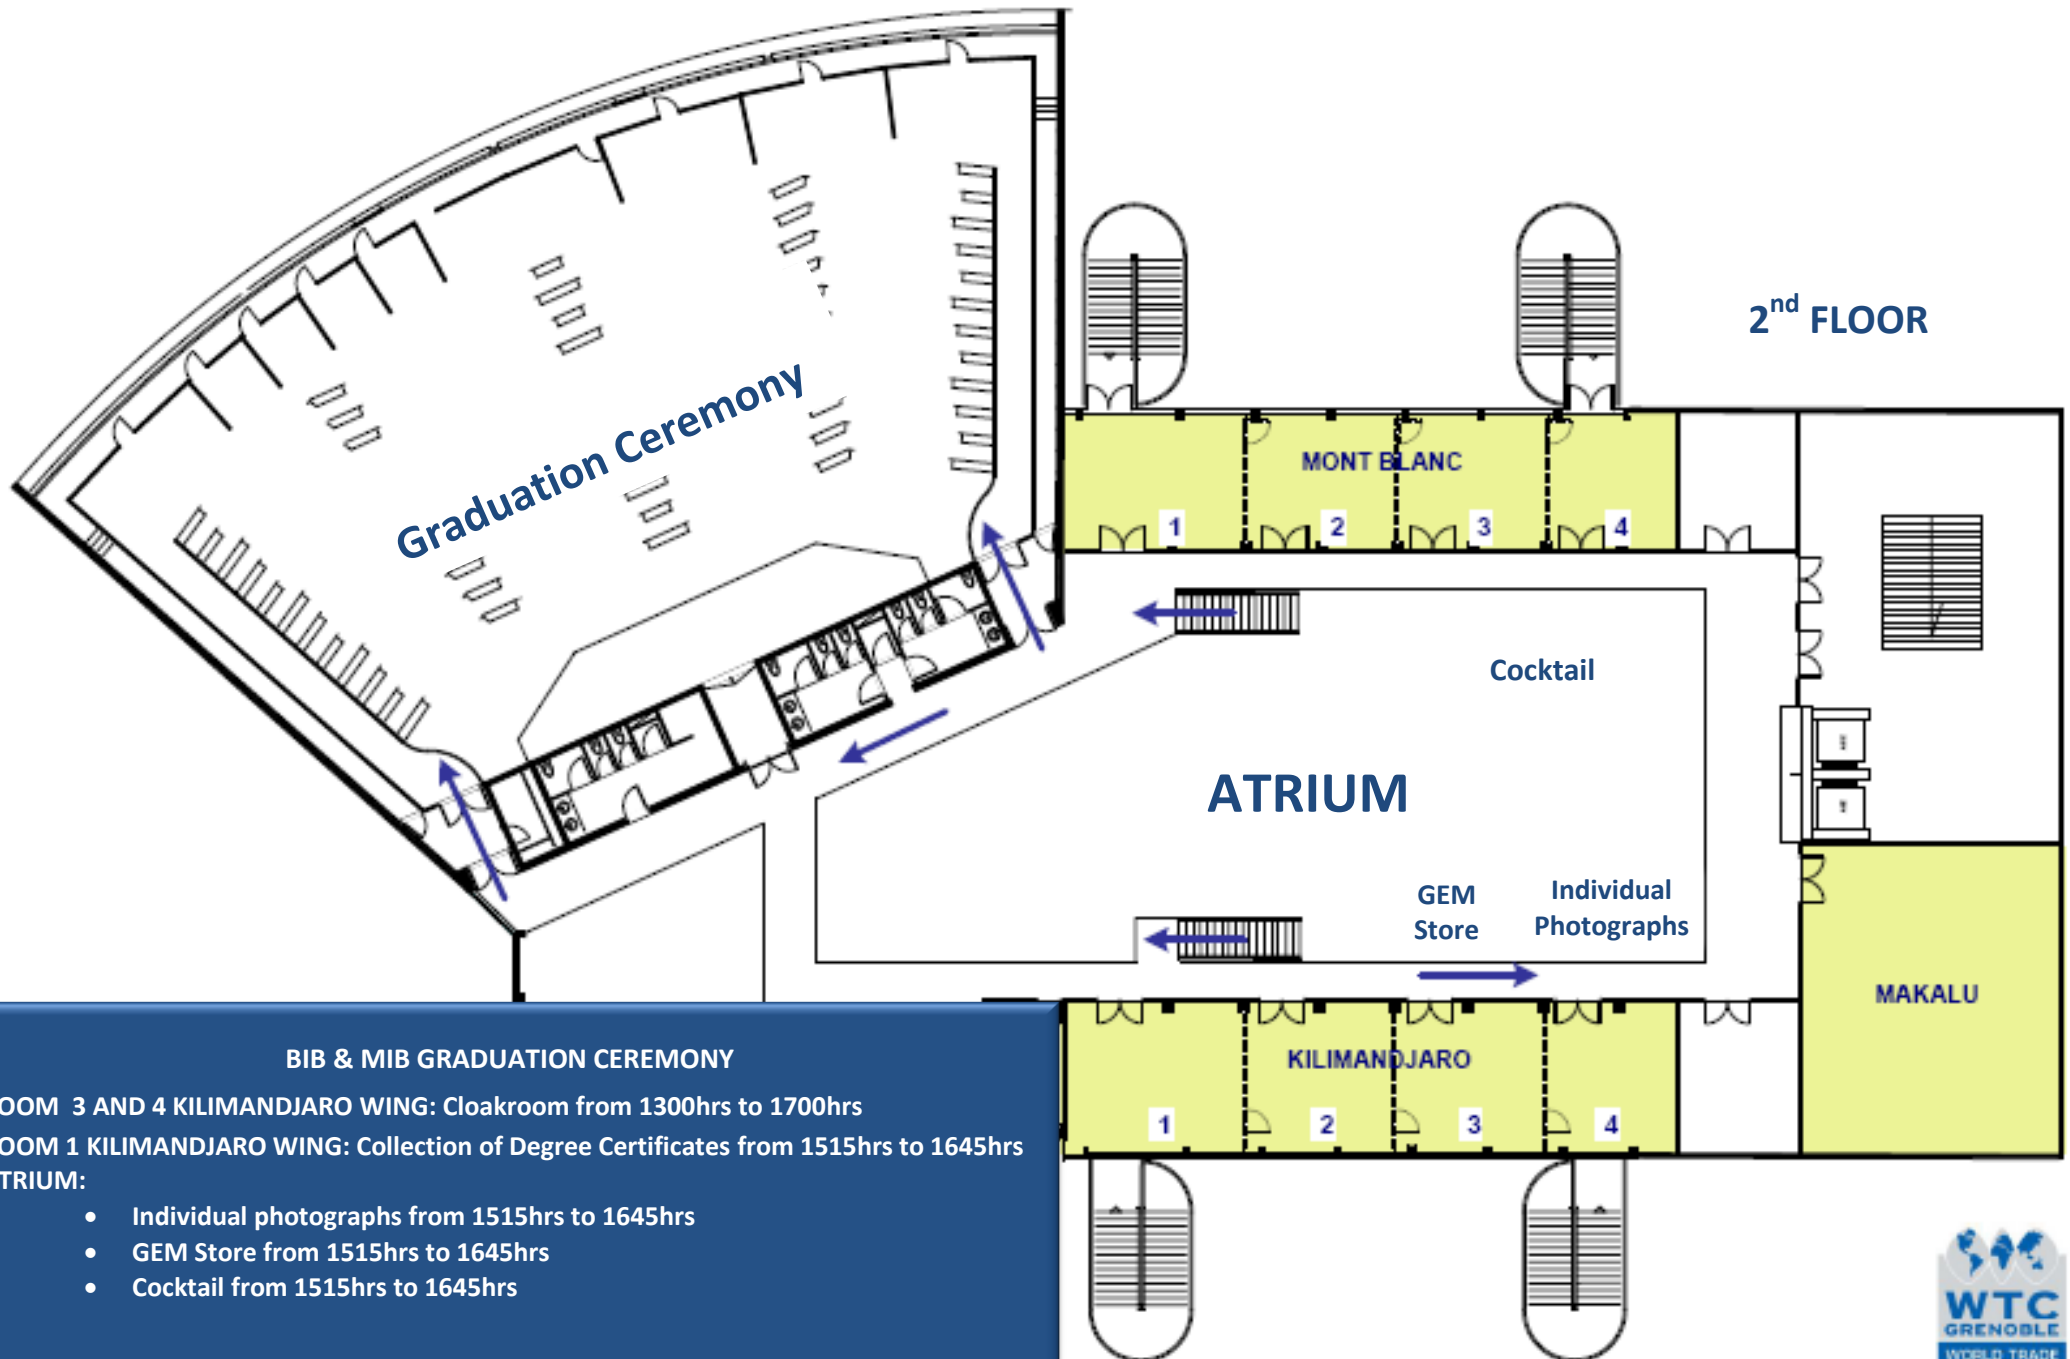 2nd FLOOR
Graduation Ceremony
MONT BLANC
1 2 3 4
Cocktail
ATRIUM
GEM
Store
Individual
Photographs
MAKALU
KILIMANDJARO
1 2 3 4
BIB & MIB GRADUATION CEREMONY
OOM 3 AND 4 KILIMANDJARO WING: Cloakroom from 1300hrs to 1700hrs
OOM 1 KILIMANDJARO WING: Collection of Degree Certificates from 1515hrs to 1645hrs
TRIUM:
• Individual photographs from 1515hrs to 1645hrs
• GEM Store from 1515hrs to 1645hrs
• Cocktail from 1515hrs to 1645hrs
WTC
GRENOBLE
WORLD TRADE